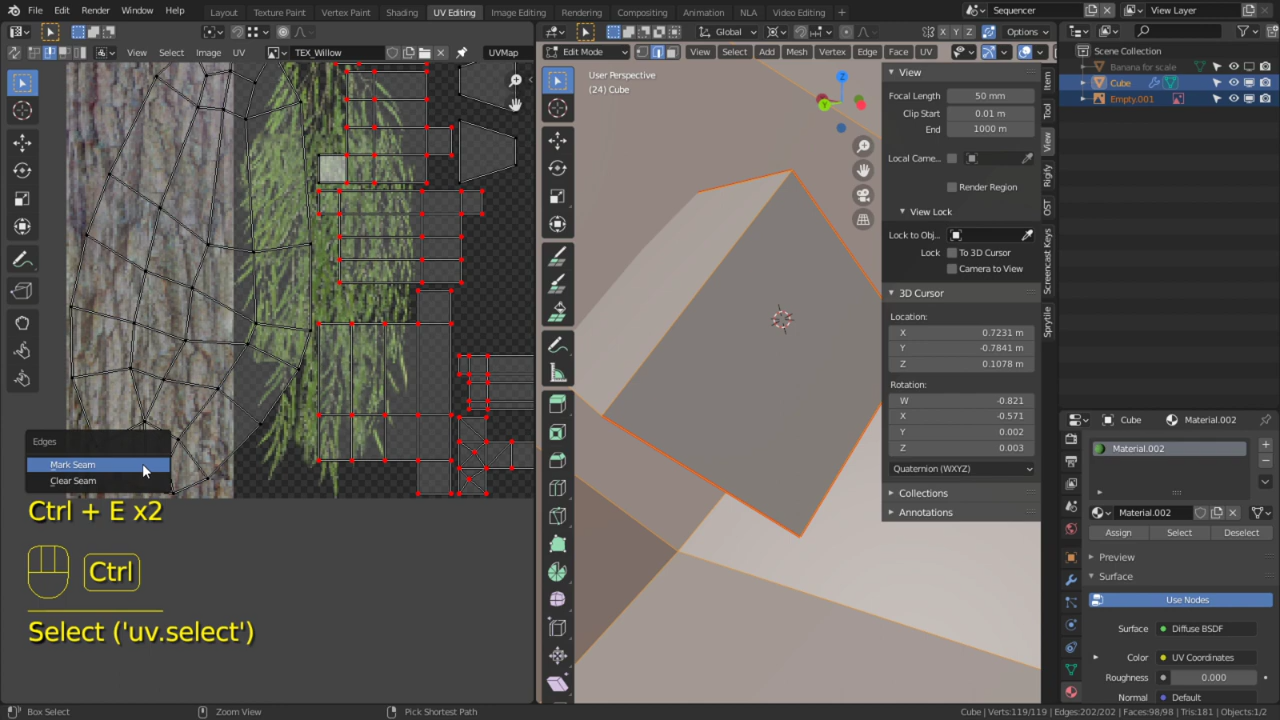 File Edit Render Window Help Layout Texture Paint Vertex Paint Shading UV Editing Image Editing Rendering Compositing Animation NLA Video Editing + Sequencer View Layer
Global Options
View Select Image UV TEX_Willow UVMap Edit Mode View Select Add Mesh Vertex Edge Face UV
Scene Collection
Banana for scale
Cube
Empty.001
User Perspective
(24) Cube
Z
Y
View
Focal Length 50 mm
Clip Start 0.01 m
End 1000 m
Local Came...
Render Region
View Lock
Lock to Obj...
Lock To 3D Cursor
Camera to View
3D Cursor
Location:
X 0.7231 m
Y -0.7841 m
Z 0.1078 m
Rotation:
W -0.821
X -0.571
Y 0.002
Z 0.003
Quaternion (WXYZ)
Collections
Annotations
Item
Tool
View
Rigify
OST
Screencast Keys
Sprytile
Cube Material.002
Material.002
Material.002
Assign Select Deselect
Preview
Surface
Use Nodes
Surface Diffuse BSDF
Color UV Coordinates
Roughness 0.000
Normal Default
Edges
Mark Seam
Clear Seam
Ctrl + E x2
Ctrl
Select ('uv.select')
Box Select Zoom View Pick Shortest Path Cube | Verts:119/119 | Edges:202/202 | Faces:98/98 | Tris:181 | Objects:1/2